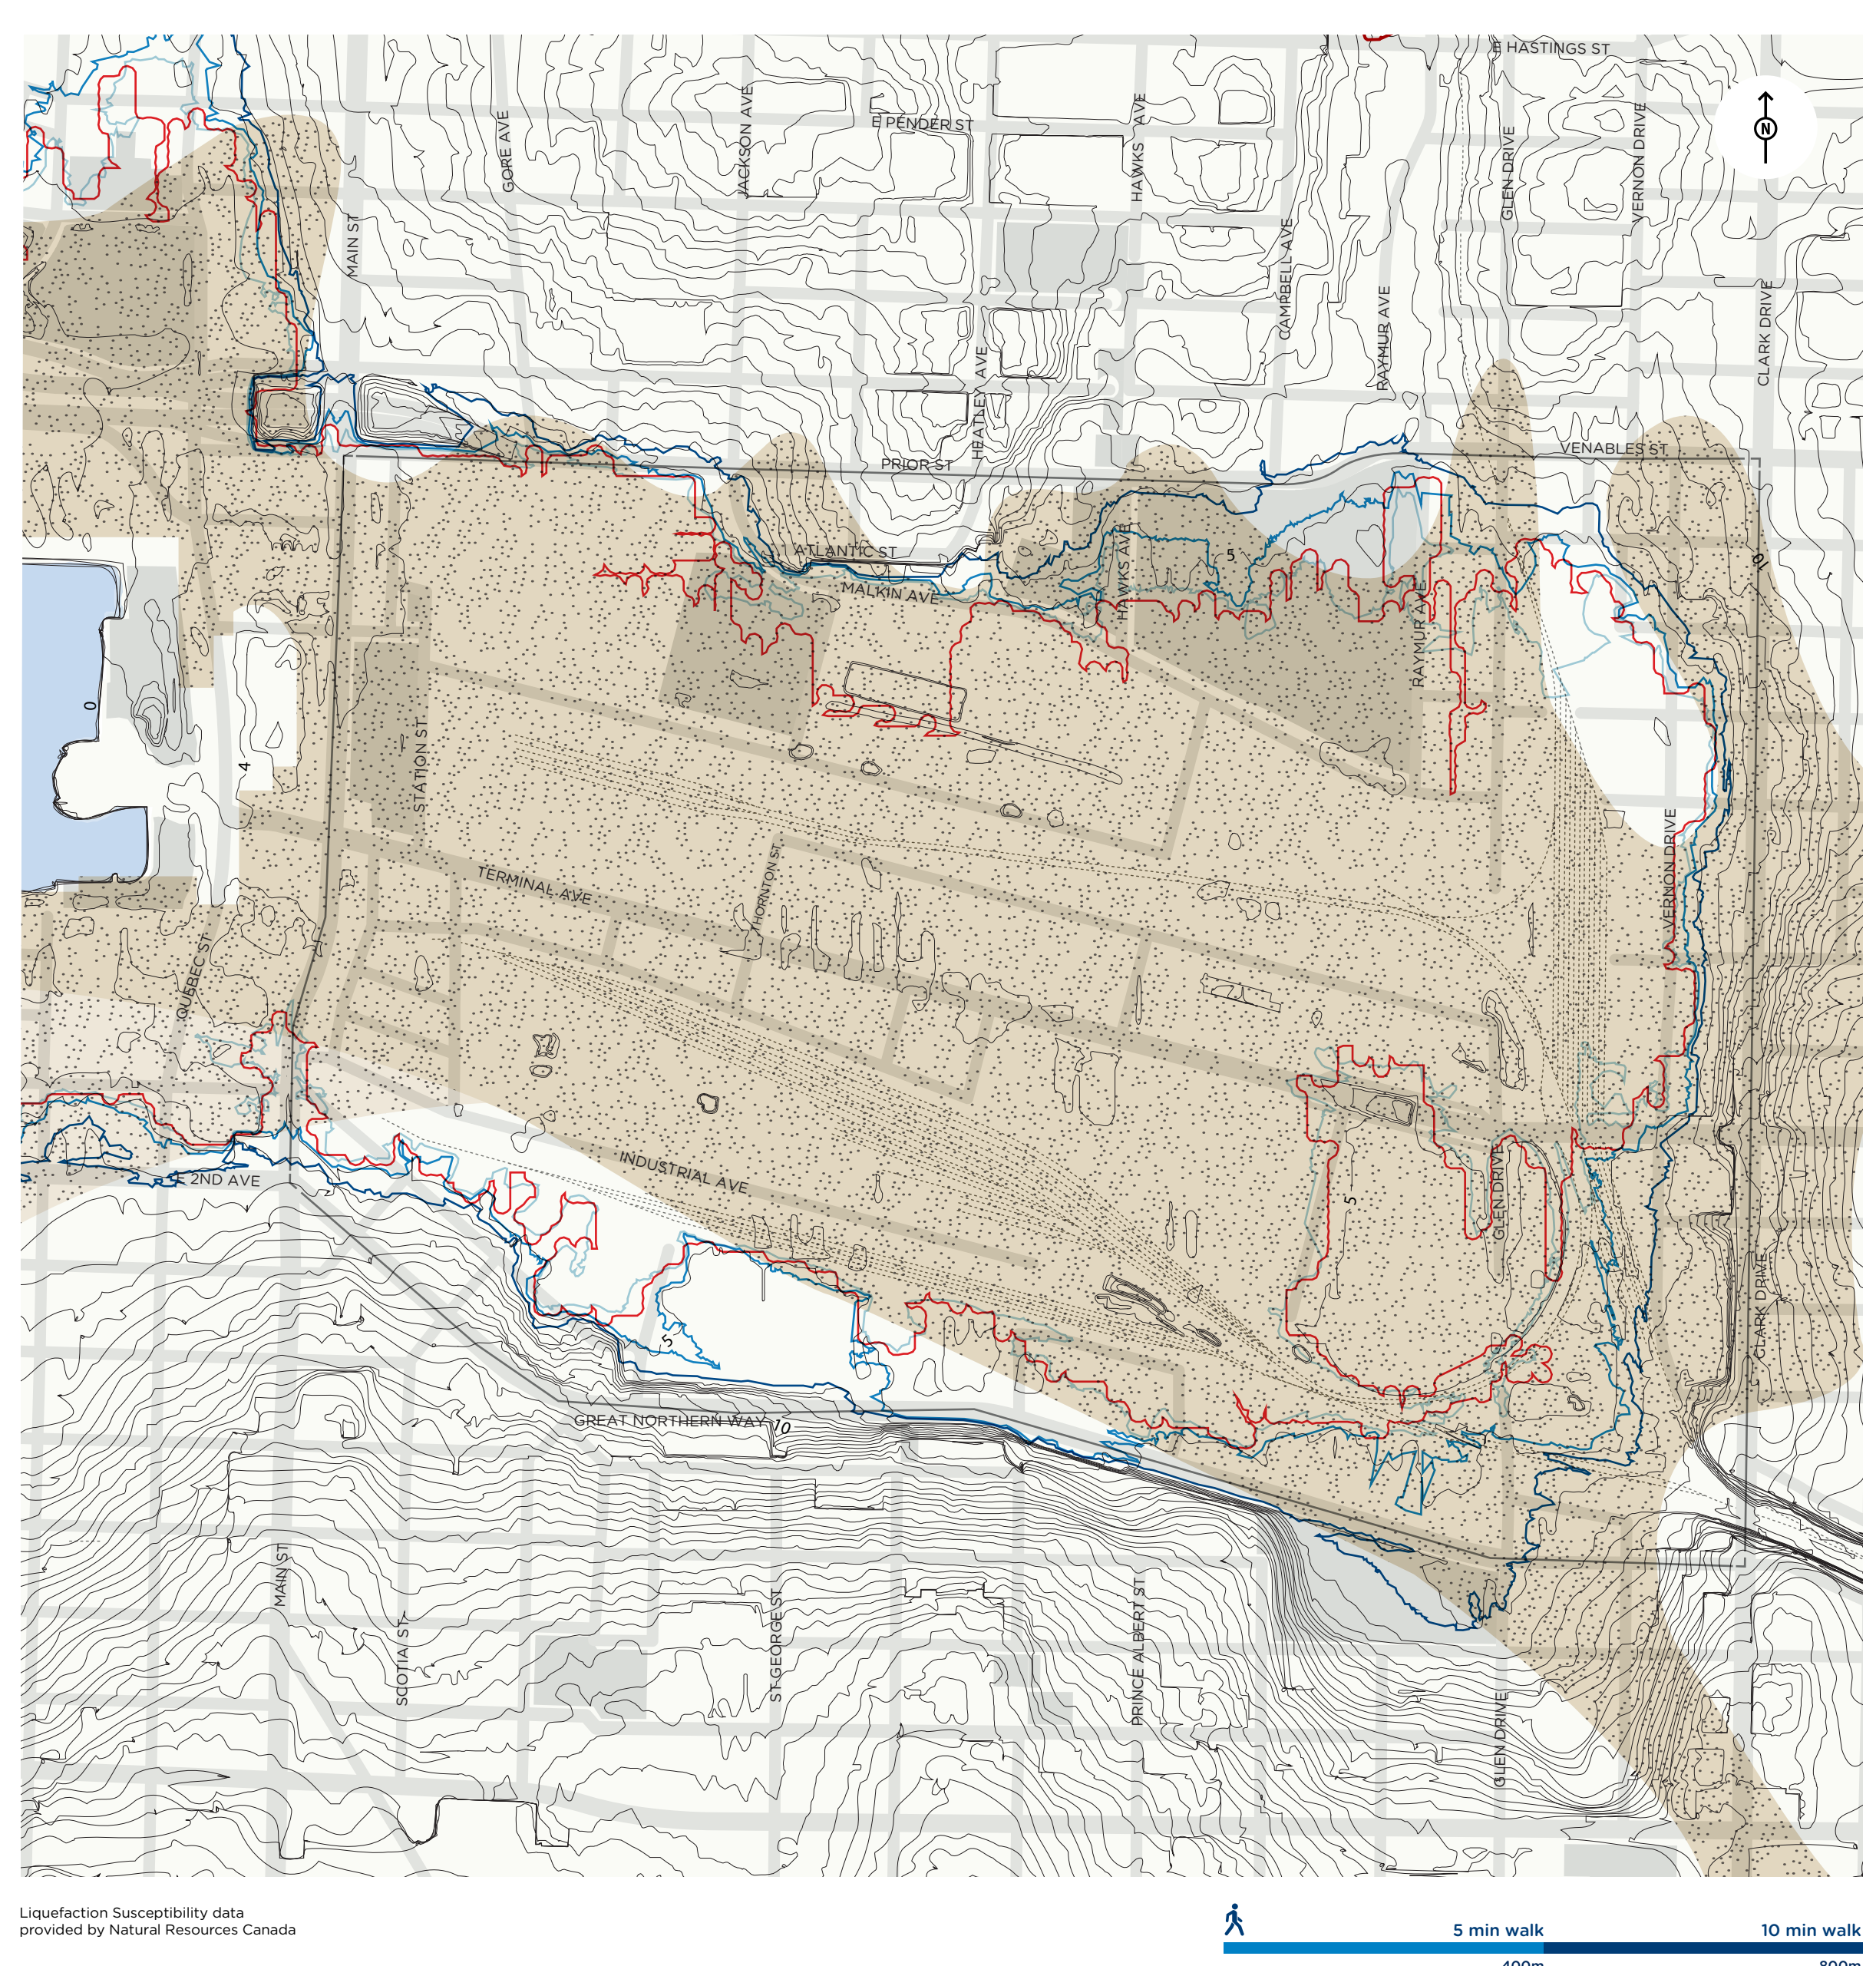 E HASTINGS ST
E PENDER ST
N
JACKSON AVE
GORE AVE
HAWKS AVE
GLEN DRIVE
VERNON DRIVE
MAIN ST
CAMPBELL AVE
RAYMUR AVE
CLARK DRIVE
HEATLEY AVE
PRIOR ST
VENABLES ST
ATLANTIC ST
5
10
HAWKS AVE
MALKIN AVE
RAYMUR AVE
0
4
STATION ST
TERMINAL AVE
THORNTON ST
VERNON DRIVE
QUEBEC ST
INDUSTRIAL AVE
E 2ND AVE
5
GLEN DRIVE
CLARK DRIVE
5
GREAT NORTHERN WAY
10
MAIN ST
SCOTIA ST
ST GEORGE ST
PRINCE ALBERT ST
GLEN DRIVE
Liquefaction Susceptibility data
provided by Natural Resources Canada
5 min walk
10 min walk
400m
800m